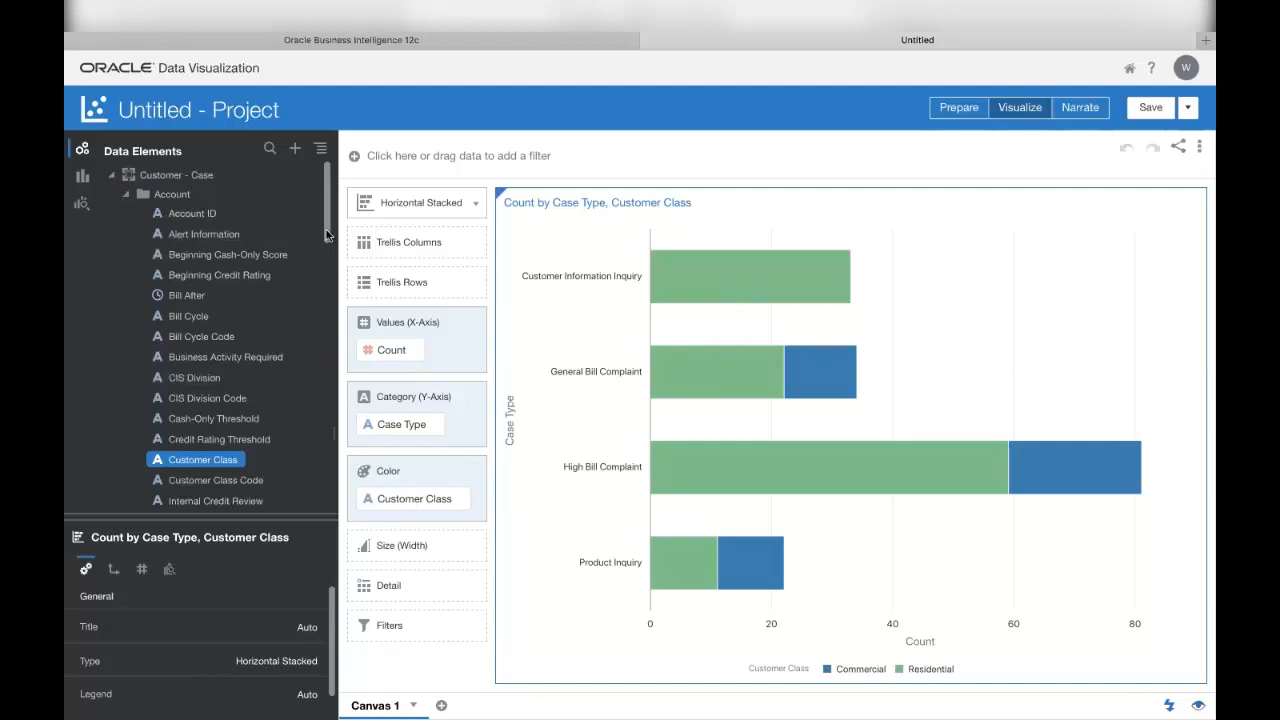 Oracle Business Intelligence 12c
Untitled
+
ORACLE Data Visualization
?
W
Untitled - Project
Prepare
Visualize
Narrate
Save
Data Elements
Customer - Case
Account
Account ID
Alert Information
Beginning Cash-Only Score
Beginning Credit Rating
Bill After
Bill Cycle
Bill Cycle Code
Business Activity Required
CIS Division
CIS Division Code
Cash-Only Threshold
Credit Rating Threshold
Customer Class
Customer Class Code
Internal Credit Review
Count by Case Type, Customer Class
General
Title Auto
Type Horizontal Stacked
Legend Auto
Click here or drag data to add a filter
Horizontal Stacked
Trellis Columns
Trellis Rows
Values (X-Axis)
# Count
Category (Y-Axis)
A Case Type
Color
A Customer Class
Size (Width)
Detail
Filters
Count by Case Type, Customer Class
Case Type
Customer Information Inquiry
General Bill Complaint
High Bill Complaint
Product Inquiry
0 20 40 60 80
Count
Customer Class Commercial Residential
Canvas 1